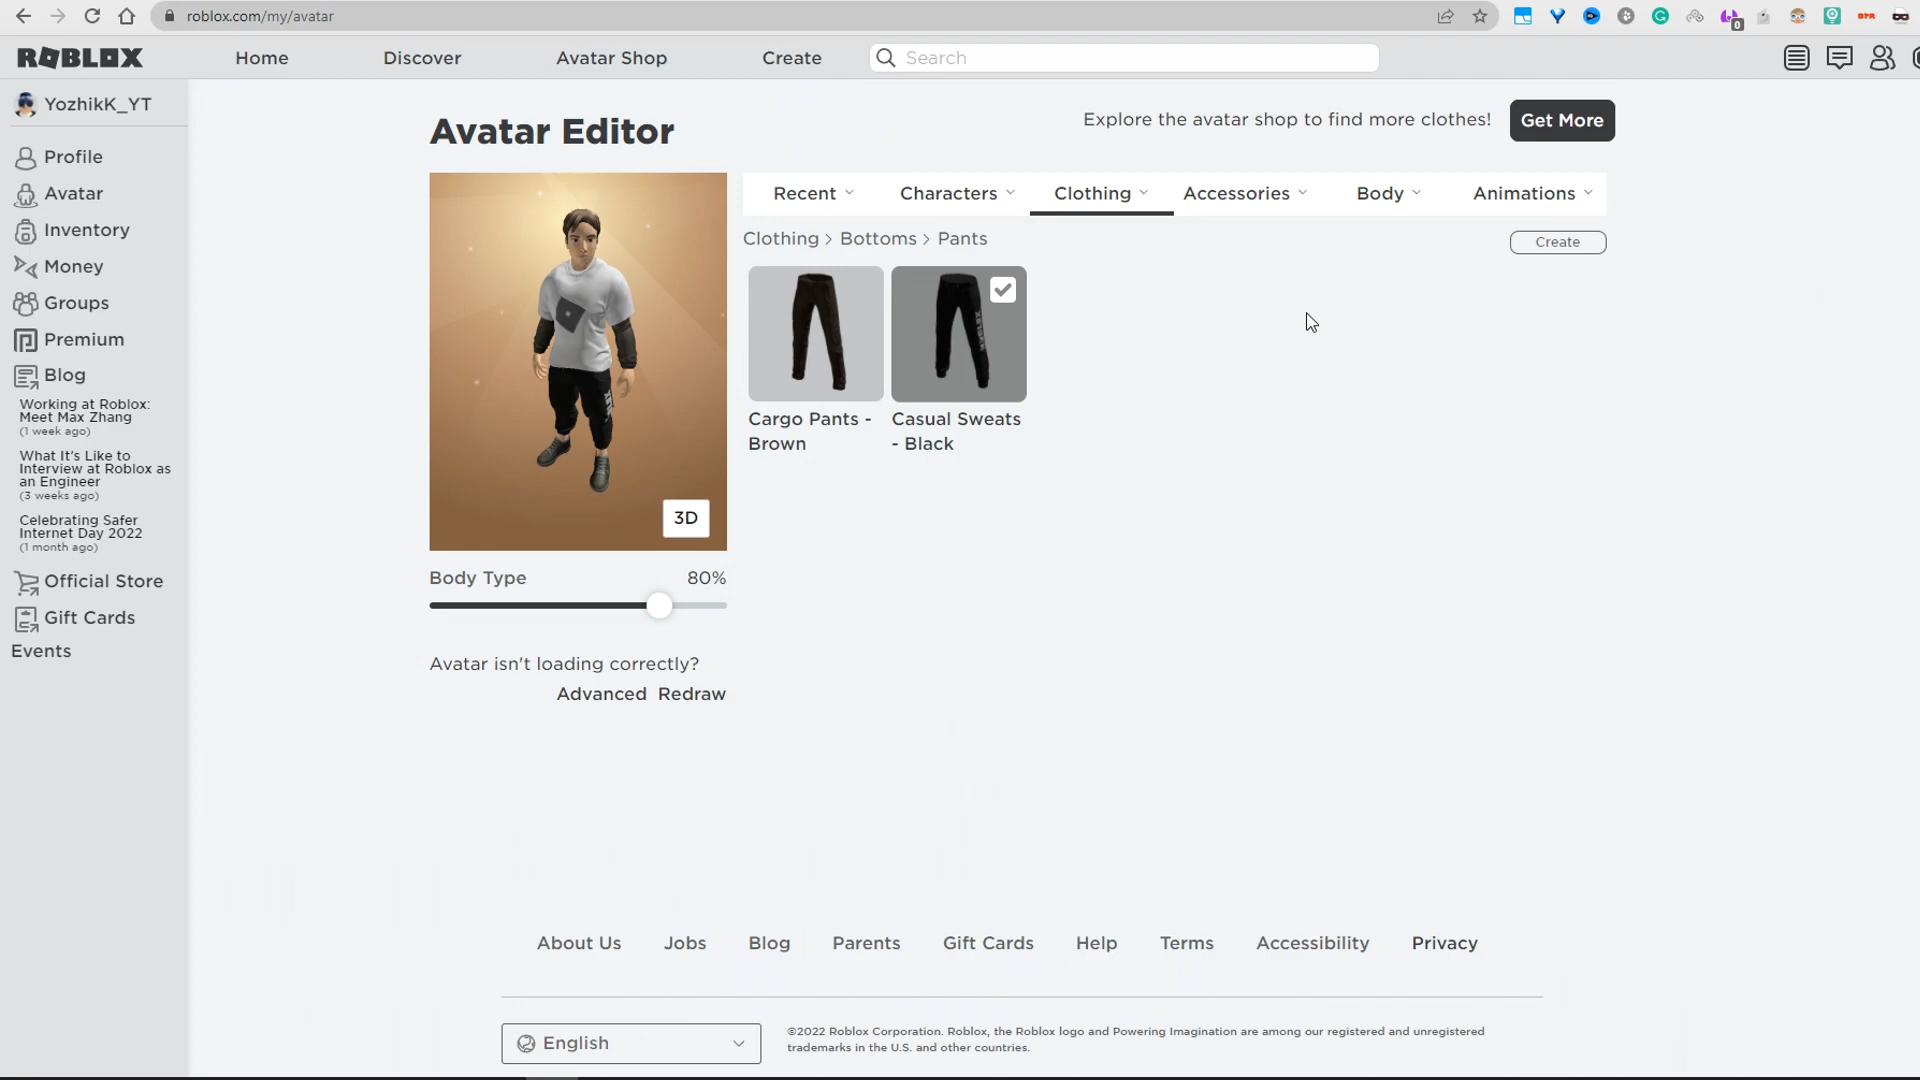 roblox.com/my/avatar
0
ROBLOX
Home
Discover
Avatar Shop
Create
Search
YozhikK_YT
Profile
Avatar
Inventory
Money
Groups
Premium
Blog
Working at Roblox:
Meet Max Zhang
(1 week ago)
What It's Like to
Interview at Roblox as
an Engineer
(3 weeks ago)
Celebrating Safer
Internet Day 2022
(1 month ago)
Official Store
Gift Cards
Events
Avatar Editor
Explore the avatar shop to find more clothes!
Get More
3D
Body Type
80%
Avatar isn't loading correctly?
Advanced Redraw
Recent
Characters
Clothing
Accessories
Body
Animations
Clothing > Bottoms > Pants
Create
Cargo Pants -
Brown
Casual Sweats
- Black
About Us
Jobs
Blog
Parents
Gift Cards
Help
Terms
Accessibility
Privacy
English
©2022 Roblox Corporation. Roblox, the Roblox logo and Powering Imagination are among our registered and unregistered
trademarks in the U.S. and other countries.